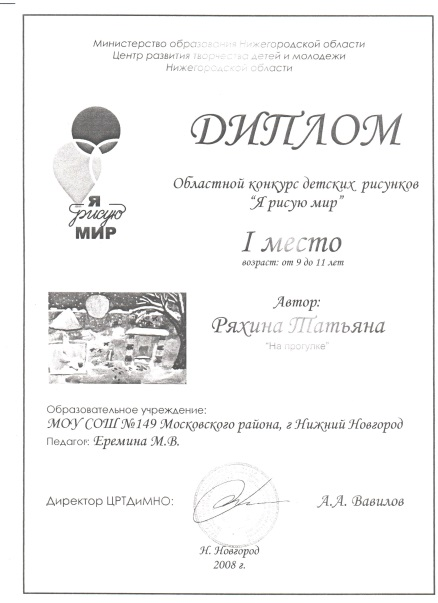 Министерство образования Нижегородской области
Центр развития творчества детей и молодежи
Нижегородской области
ДИПЛОМ
Областной конкурс детских рисунков
"Я рисую мир"
Я
рисую
МИР
I место
возраст: от 9 до 11 лет
Автор:
Ряхина Татьяна
"На прогулке"
Образовательное учреждение:
МОУ СОШ №149 Московского района, г Нижний Новгород
Педагог: Еремина М.В.
Директор ЦРТДиМНО: А.А. Вавилов
Н. Новгород
2008 г.